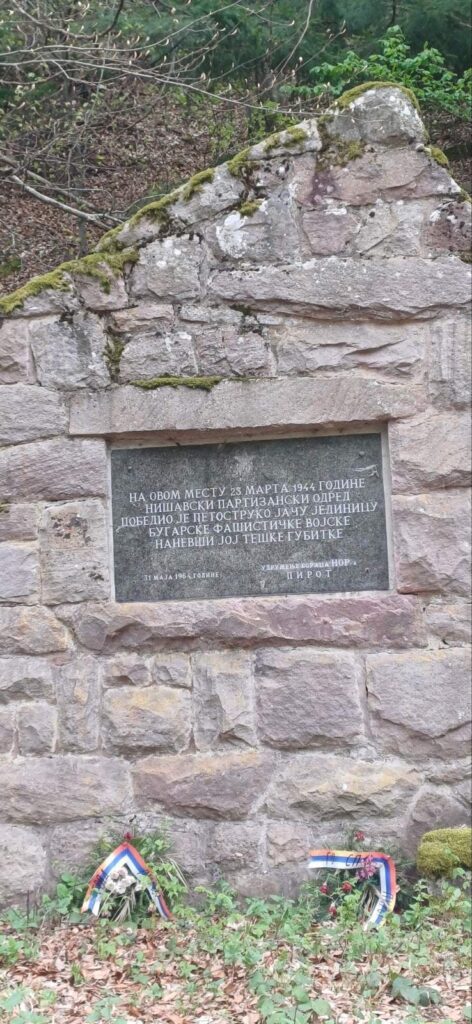 НА ОВОМ МЕСТУ 23 МАРТА 1944 ГОДИНЕ
НИШАВСКИ ПАРТИЗАНСКИ ОДРЕД
ПОБЕДИО ЈЕ ПЕТОСТРУКО ЈАЧУ ЈЕДИНИЦУ
БУГАРСКЕ ФАШИСТИЧКЕ ВОЈСКЕ
НАНЕВШИ ЈОЈ ТЕШКЕ ГУБИТКЕ
31 МАЈА 1964 ГОДИНЕ
УДРУЖЕЊЕ БОРАЦА НОР-а
ПИРОТ